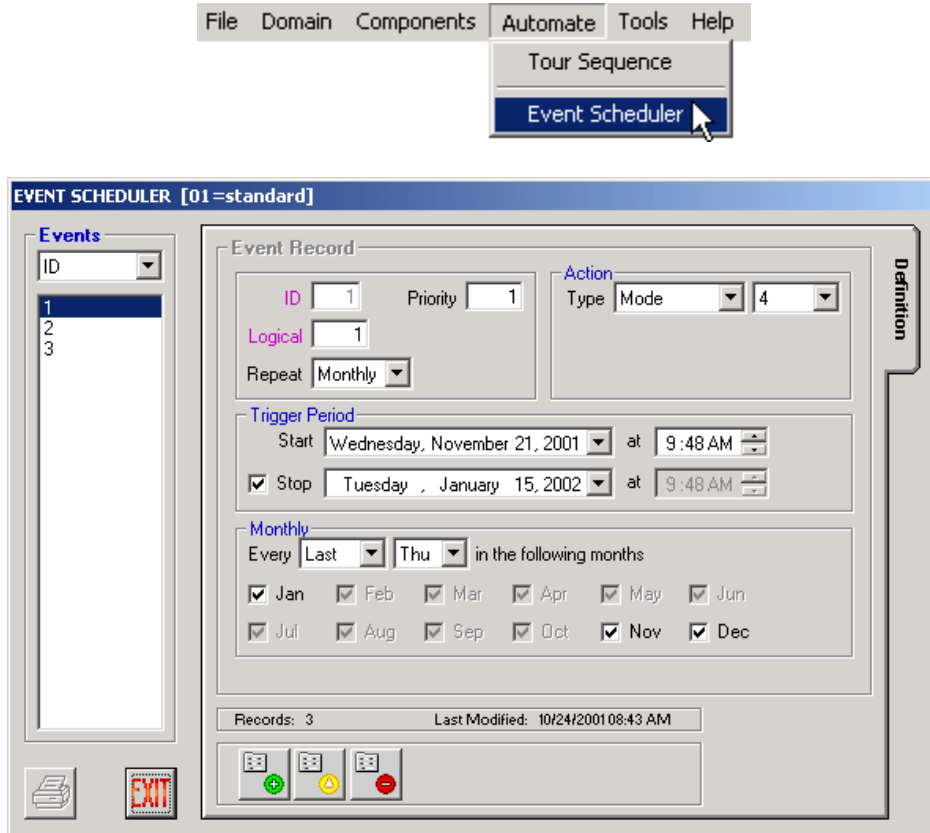 File Domain Components Automate Tools Help
Tour Sequence
Event Scheduler
EVENT SCHEDULER [01=standard]
Events
ID
1
2
3
Definition
Event Record
ID 1 Priority 1
Logical 1
Repeat Monthly
Action
Type Mode 4
Trigger Period
Start Wednesday, November 21, 2001 at 9:48 AM
Stop Tuesday , January 15, 2002 at 9:48 AM
Monthly
Every Last Thu in the following months
Jan Feb Mar Apr May Jun
Jul Aug Sep Oct Nov Dec
Records: 3 Last Modified: 10/24/2001 08:43 AM
EXIT